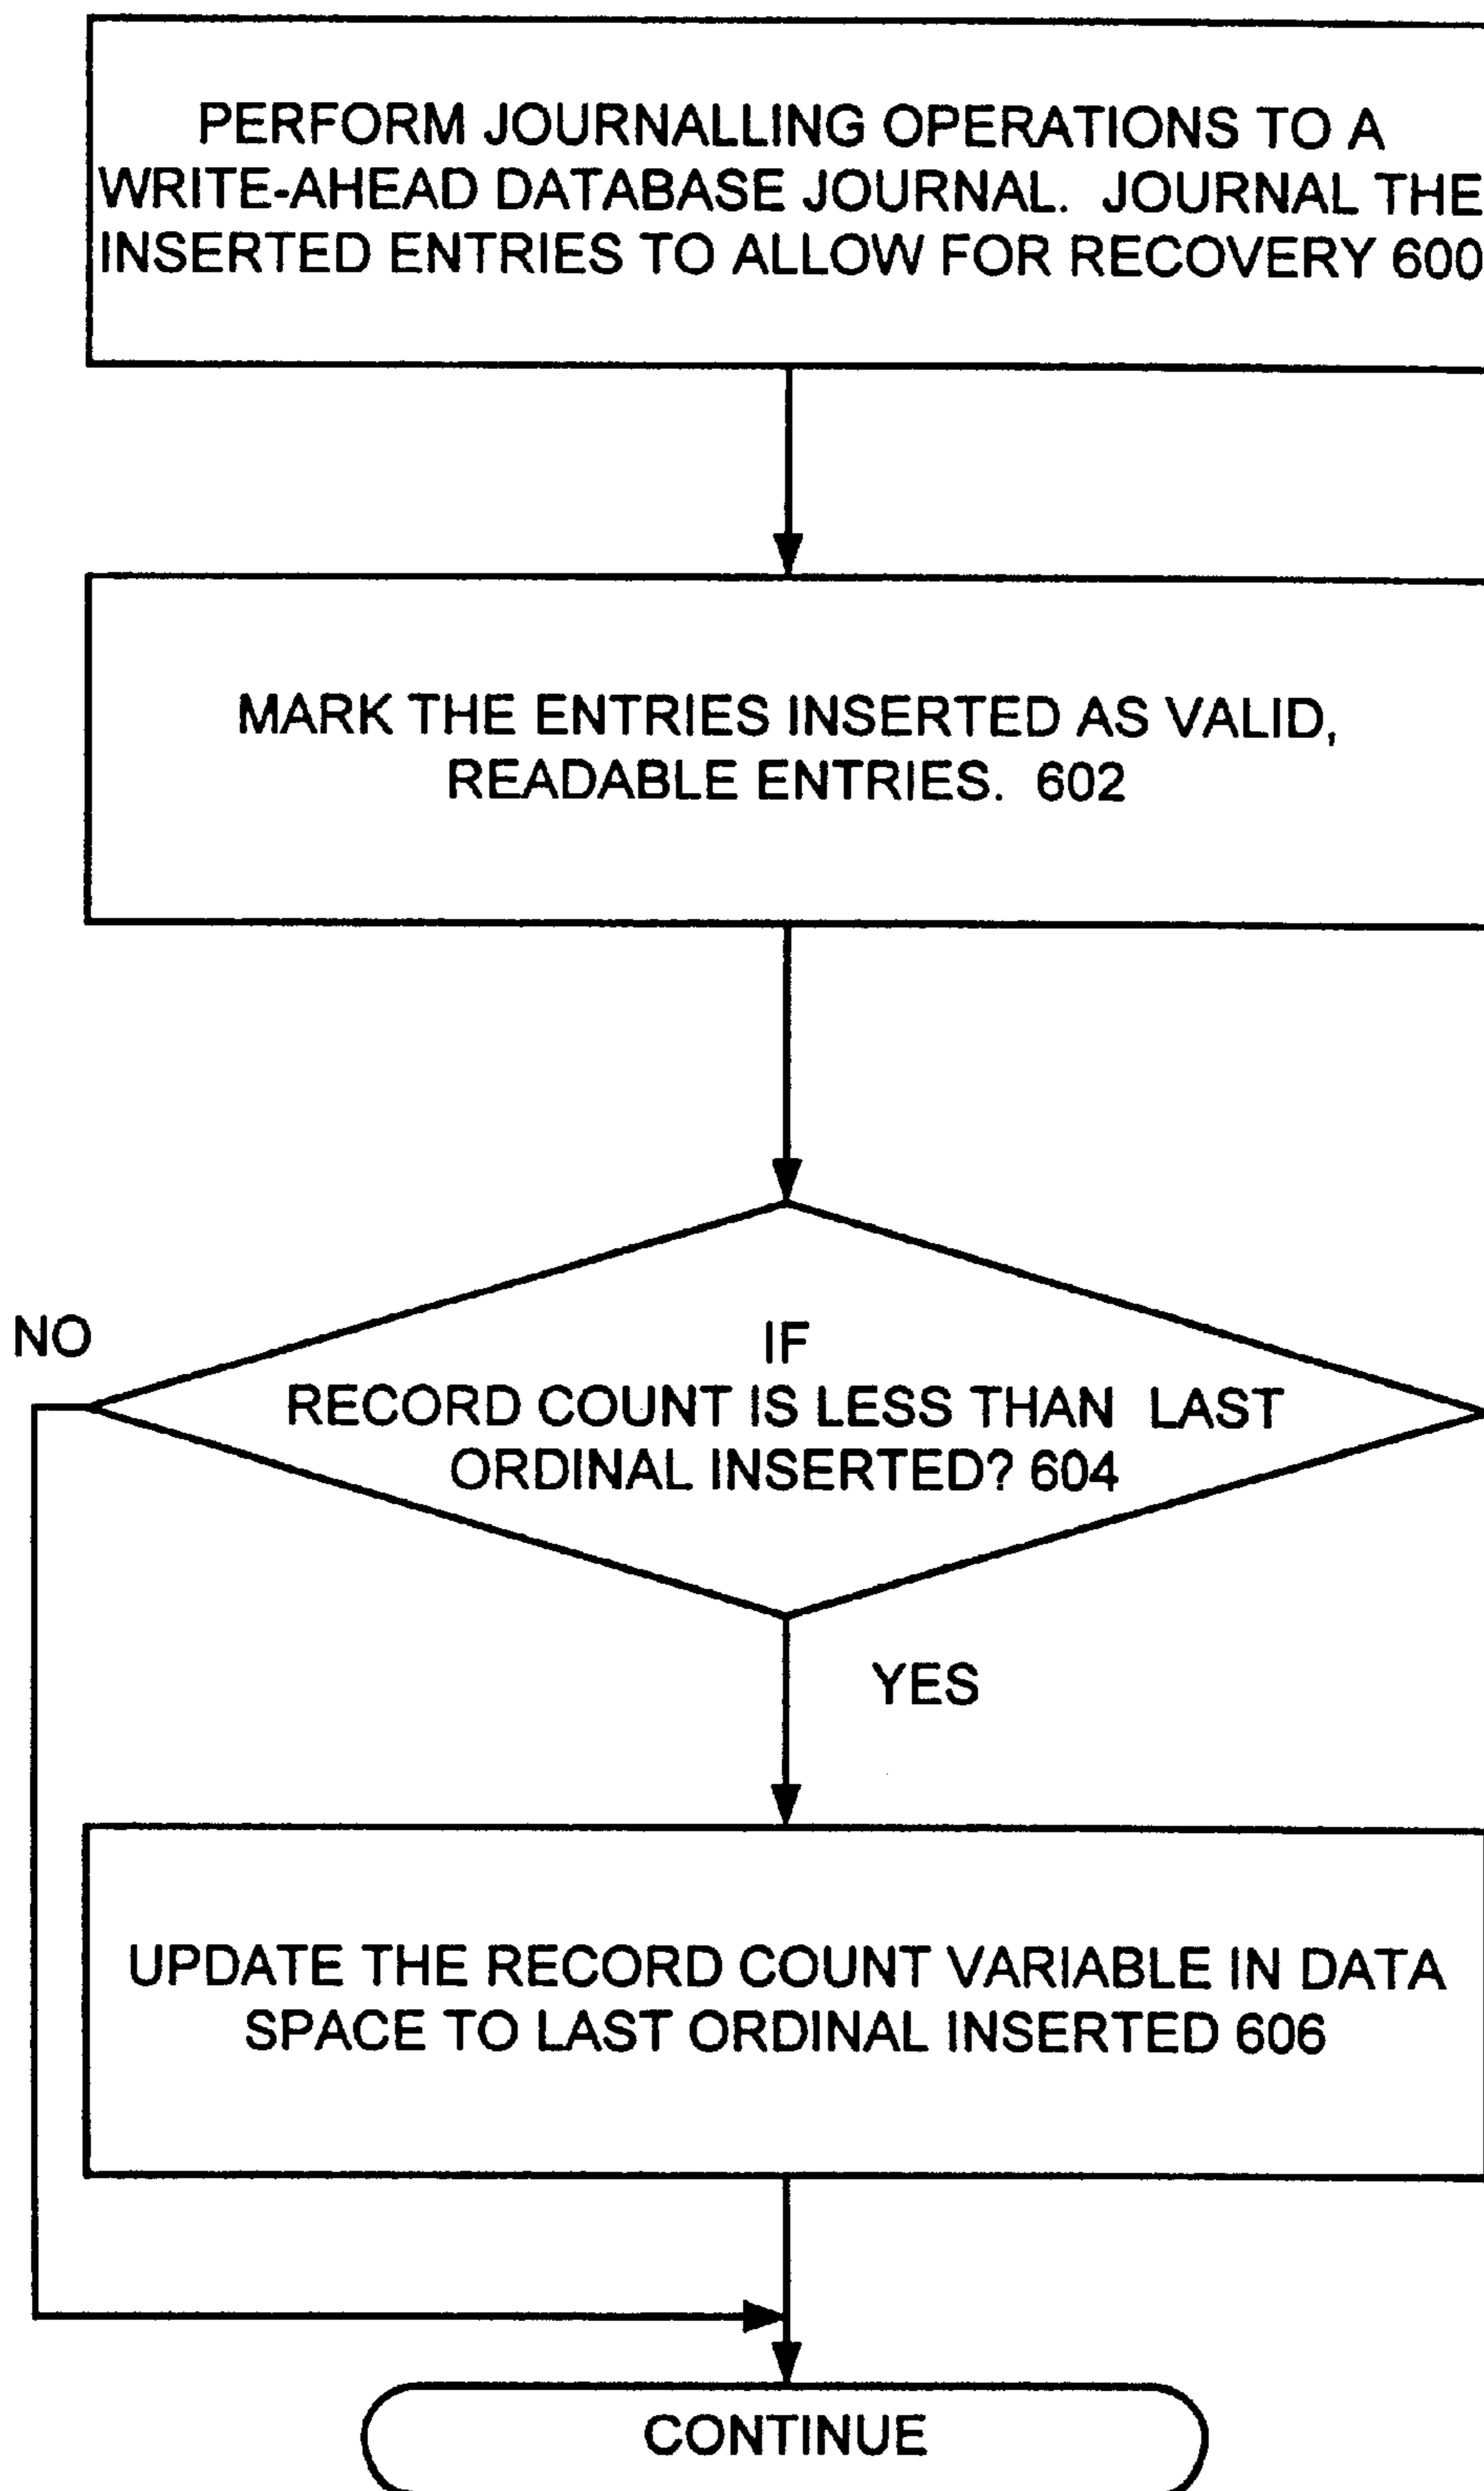 PERFORM JOURNALLING OPERATIONS TO A
WRITE-AHEAD DATABASE JOURNAL. JOURNAL THE
INSERTED ENTRIES TO ALLOW FOR RECOVERY 600
MARK THE ENTRIES INSERTED AS VALID,
READABLE ENTRIES. 602
NO
IF
RECORD COUNT IS LESS THAN LAST
ORDINAL INSERTED? 604
YES
UPDATE THE RECORD COUNT VARIABLE IN DATA
SPACE TO LAST ORDINAL INSERTED 606
CONTINUE